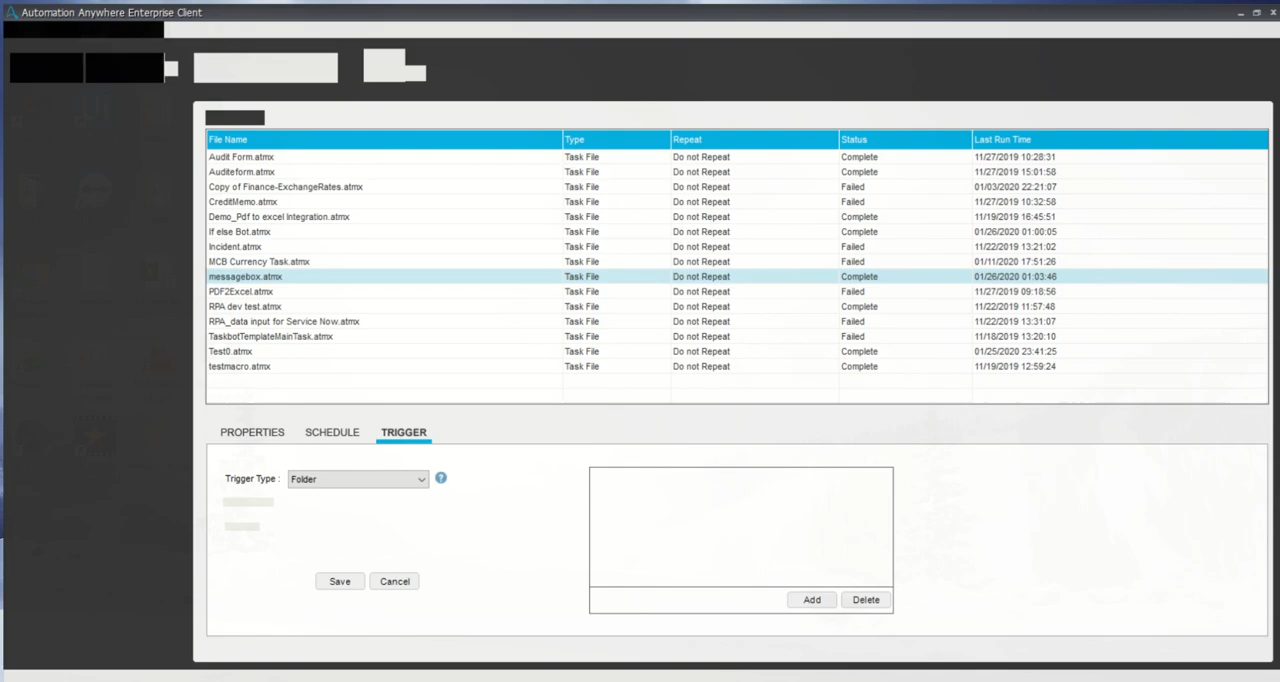 Automation Anywhere Enterprise Client
File Name Type Repeat Status Last Run Time
Audit Form.atmx Task File Do not Repeat Complete 11/27/2019 10:28:31
Auditeform.atmx Task File Do not Repeat Complete 11/27/2019 15:01:58
Copy of Finance-ExchangeRates.atmx Task File Do not Repeat Failed 01/03/2020 22:21:07
CreditMemo.atmx Task File Do not Repeat Failed 11/27/2019 10:32:58
Demo_Pdf to excel Integration.atmx Task File Do not Repeat Complete 11/19/2019 16:45:51
If else Bot.atmx Task File Do not Repeat Complete 01/26/2020 01:00:05
Incident.atmx Task File Do not Repeat Failed 11/22/2019 13:21:02
MCB Currency Task.atmx Task File Do not Repeat Failed 01/11/2020 17:51:26
messagebox.atmx Task File Do not Repeat Complete 01/26/2020 01:03:46
PDF2Excel.atmx Task File Do not Repeat Failed 11/27/2019 09:18:56
RPA dev test.atmx Task File Do not Repeat Complete 11/22/2019 11:57:48
RPA_data input for Service Now.atmx Task File Do not Repeat Failed 11/22/2019 13:31:07
TaskbotTemplateMainTask.atmx Task File Do not Repeat Failed 11/18/2019 13:20:10
Test0.atmx Task File Do not Repeat Complete 01/25/2020 23:41:25
testmacro.atmx Task File Do not Repeat Complete 11/19/2019 12:59:24
PROPERTIES SCHEDULE TRIGGER
Trigger Type : Folder ?
Save Cancel
Add Delete